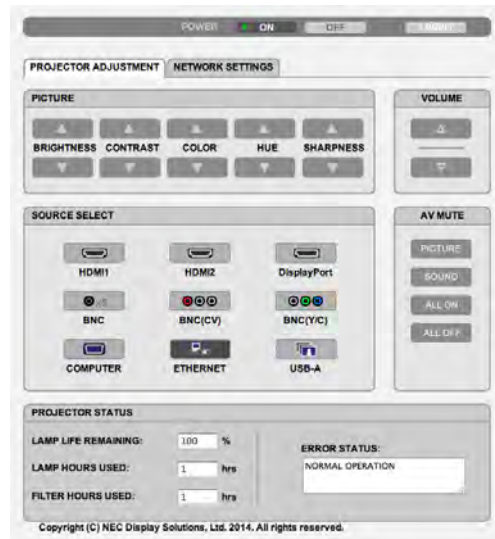 POWER ON OFF LIGHT
PROJECTOR ADJUSTMENT NETWORK SETTINGS
PICTURE VOLUME
BRIGHTNESS CONTRAST COLOR HUE SHARPNESS
SOURCE SELECT AV MUTE
HDMI1 HDMI2 DisplayPort
PICTURE
SOUND
BNC BNC(CV) BNC(Y/C)
ALL ON
ALL OFF
COMPUTER ETHERNET USB-A
PROJECTOR STATUS
LAMP LIFE REMAINING: 100 %
ERROR STATUS:
LAMP HOURS USED: 1 hrs
NORMAL OPERATION
FILTER HOURS USED: 1 hrs
Copyright (C) NEC Display Solutions, Ltd. 2014. All rights reserved.